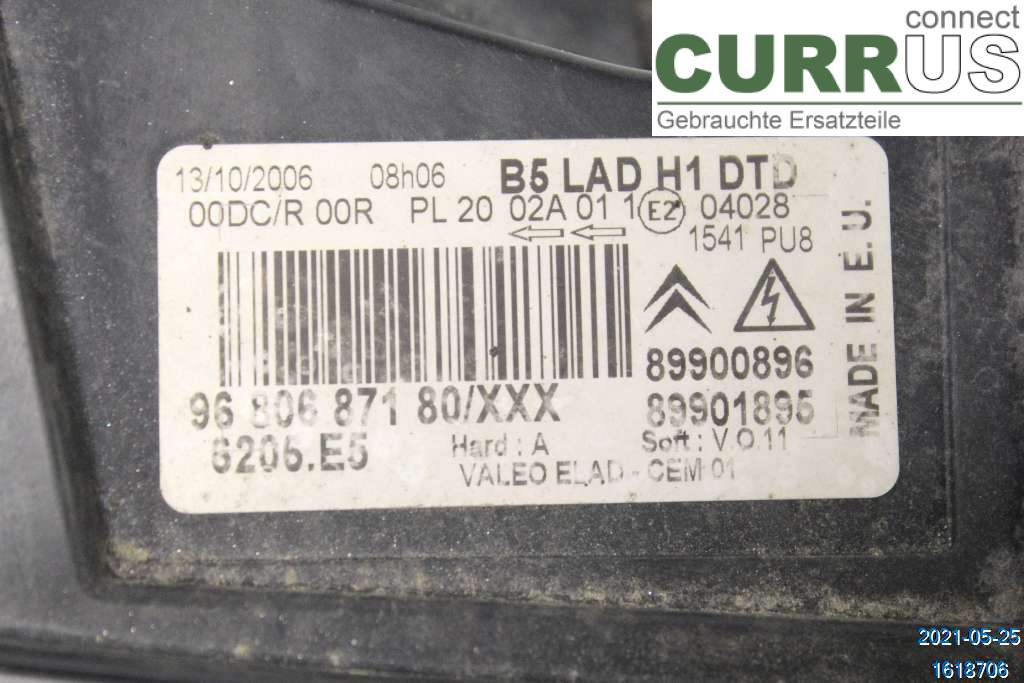 connect
CURRUS
Gebrauchte Ersatzteile
13/10/2006 08h06 B5 LAD H1 DTD
00DC/R 00R PL 20 02A 01 1 E2 04028
1541 PU8
MADE IN E.U.
89900896
96 806 871 80/XXX 89901895
6206.E5 Hard : A Soft : V.0.11
VALEO ELAD - CEM 01
2021-05-25
1618706